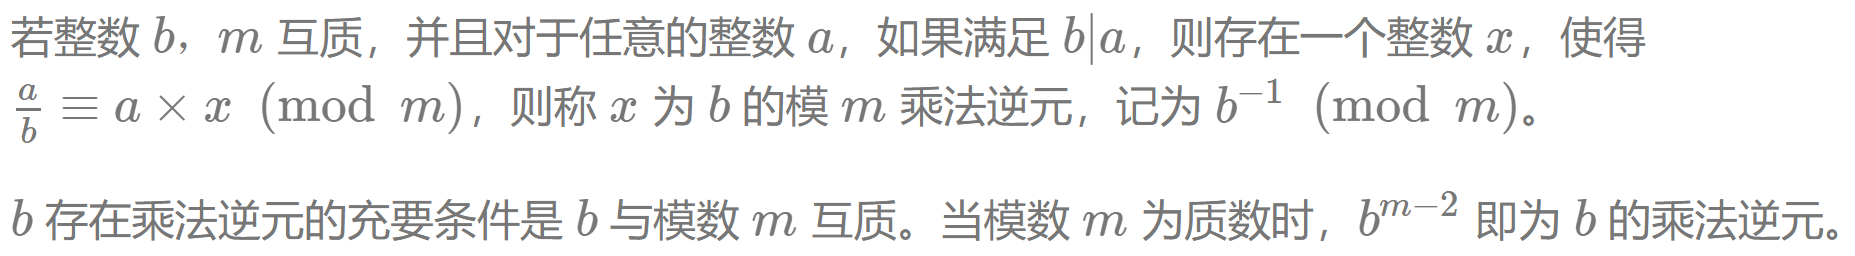 若整数 b，m 互质，并且对于任意的整数 a，如果满足 b|a，则存在一个整数 x，使得
$\frac{a}{b} \equiv a \times x \pmod{m}$，则称 x 为 b 的模 m 乘法逆元，记为 $b^{-1} \pmod{m}$。
b 存在乘法逆元的充要条件是 b 与模数 m 互质。当模数 m 为质数时，$b^{m-2}$ 即为 b 的乘法逆元。